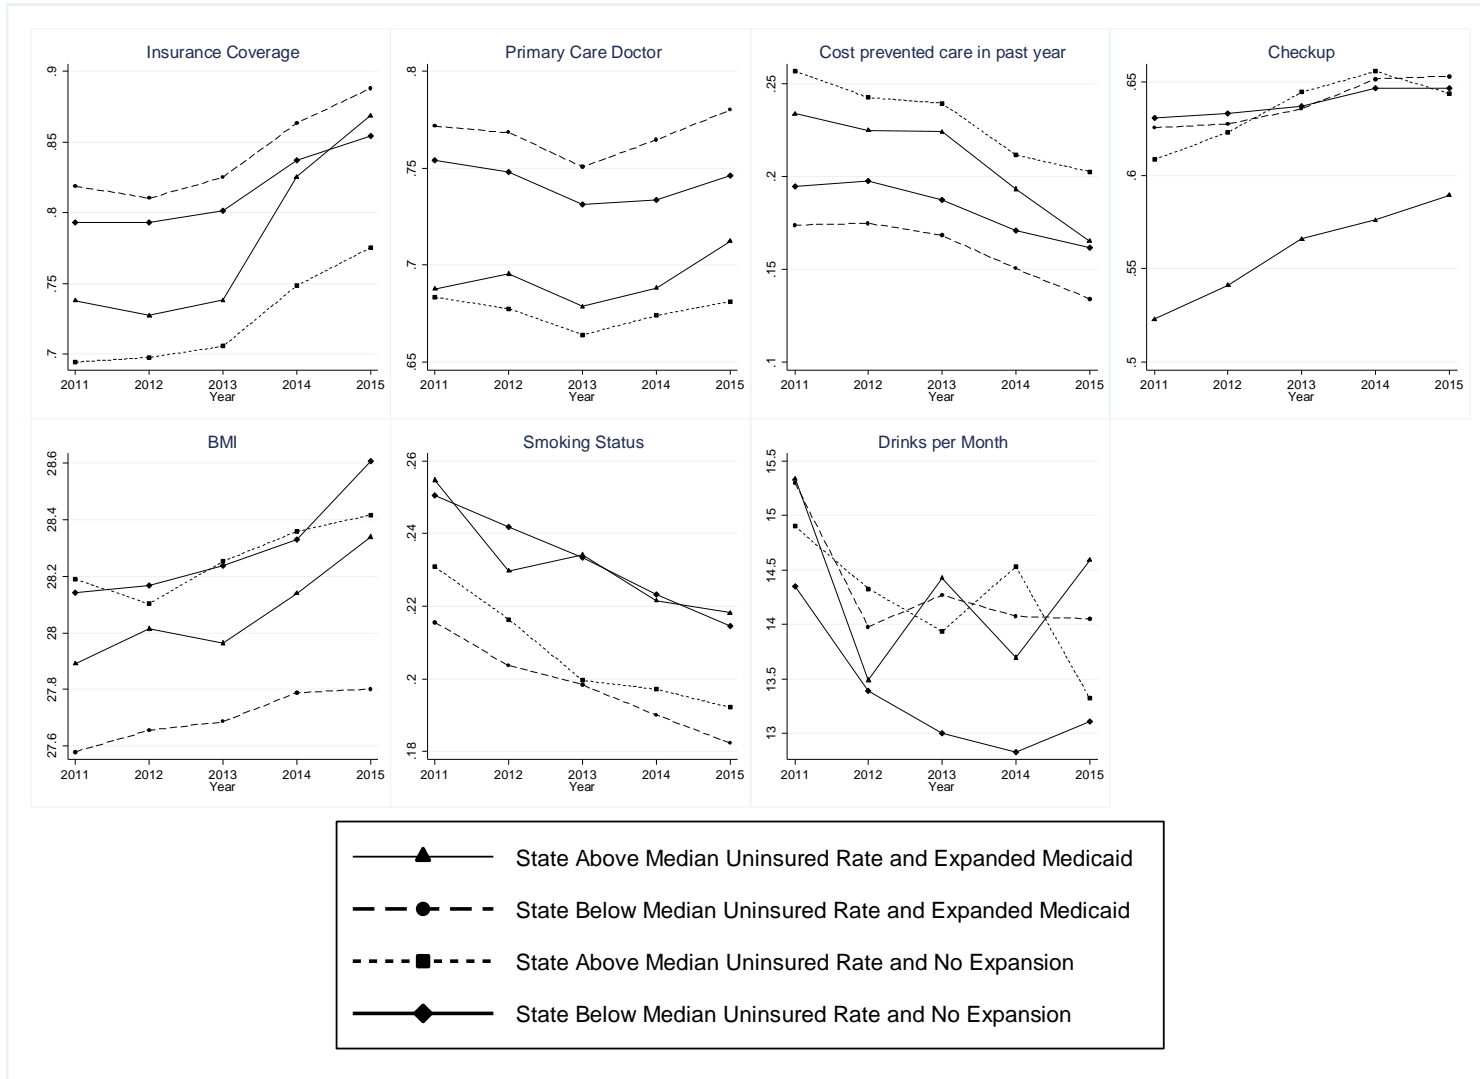 Insurance Coverage
.9
.85
.8
.75
.7
2011 2012 2013 2014 2015
Year
Primary Care Doctor
.8
.75
.7
.65
2011 2012 2013 2014 2015
Year
Cost prevented care in past year
.25
.2
.15
.1
2011 2012 2013 2014 2015
Year
Checkup
.65
.6
.55
.5
2011 2012 2013 2014 2015
Year
BMI
28.6
28.4
28.2
28
27.8
27.6
2011 2012 2013 2014 2015
Year
Smoking Status
.26
.24
.22
.2
.18
2011 2012 2013 2014 2015
Year
Drinks per Month
15.5
15
14.5
14
13.5
13
2011 2012 2013 2014 2015
Year
State Above Median Uninsured Rate and Expanded Medicaid
State Below Median Uninsured Rate and Expanded Medicaid
State Above Median Uninsured Rate and No Expansion
State Below Median Uninsured Rate and No Expansion